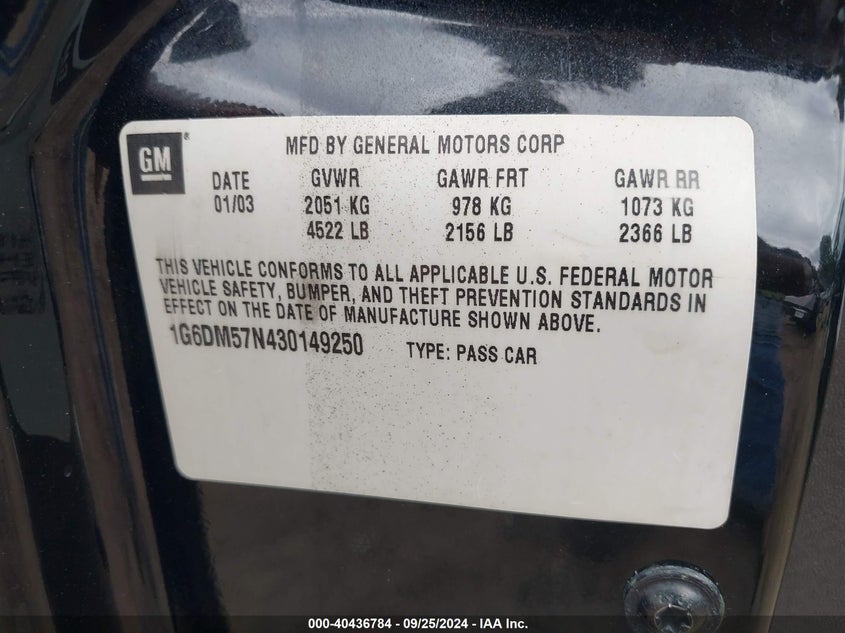 GM
MFD BY GENERAL MOTORS CORP
DATE GVWR GAWR FRT GAWR RR
01/03 2051 KG 978 KG 1073 KG
4522 LB 2156 LB 2366 LB
THIS VEHICLE CONFORMS TO ALL APPLICABLE U.S. FEDERAL MOTOR
VEHICLE SAFETY, BUMPER, AND THEFT PREVENTION STANDARDS IN
EFFECT ON THE DATE OF MANUFACTURE SHOWN ABOVE.
1G6DM57N430149250 TYPE: PASS CAR
000-40436784 - 09/25/2024 - IAA Inc.